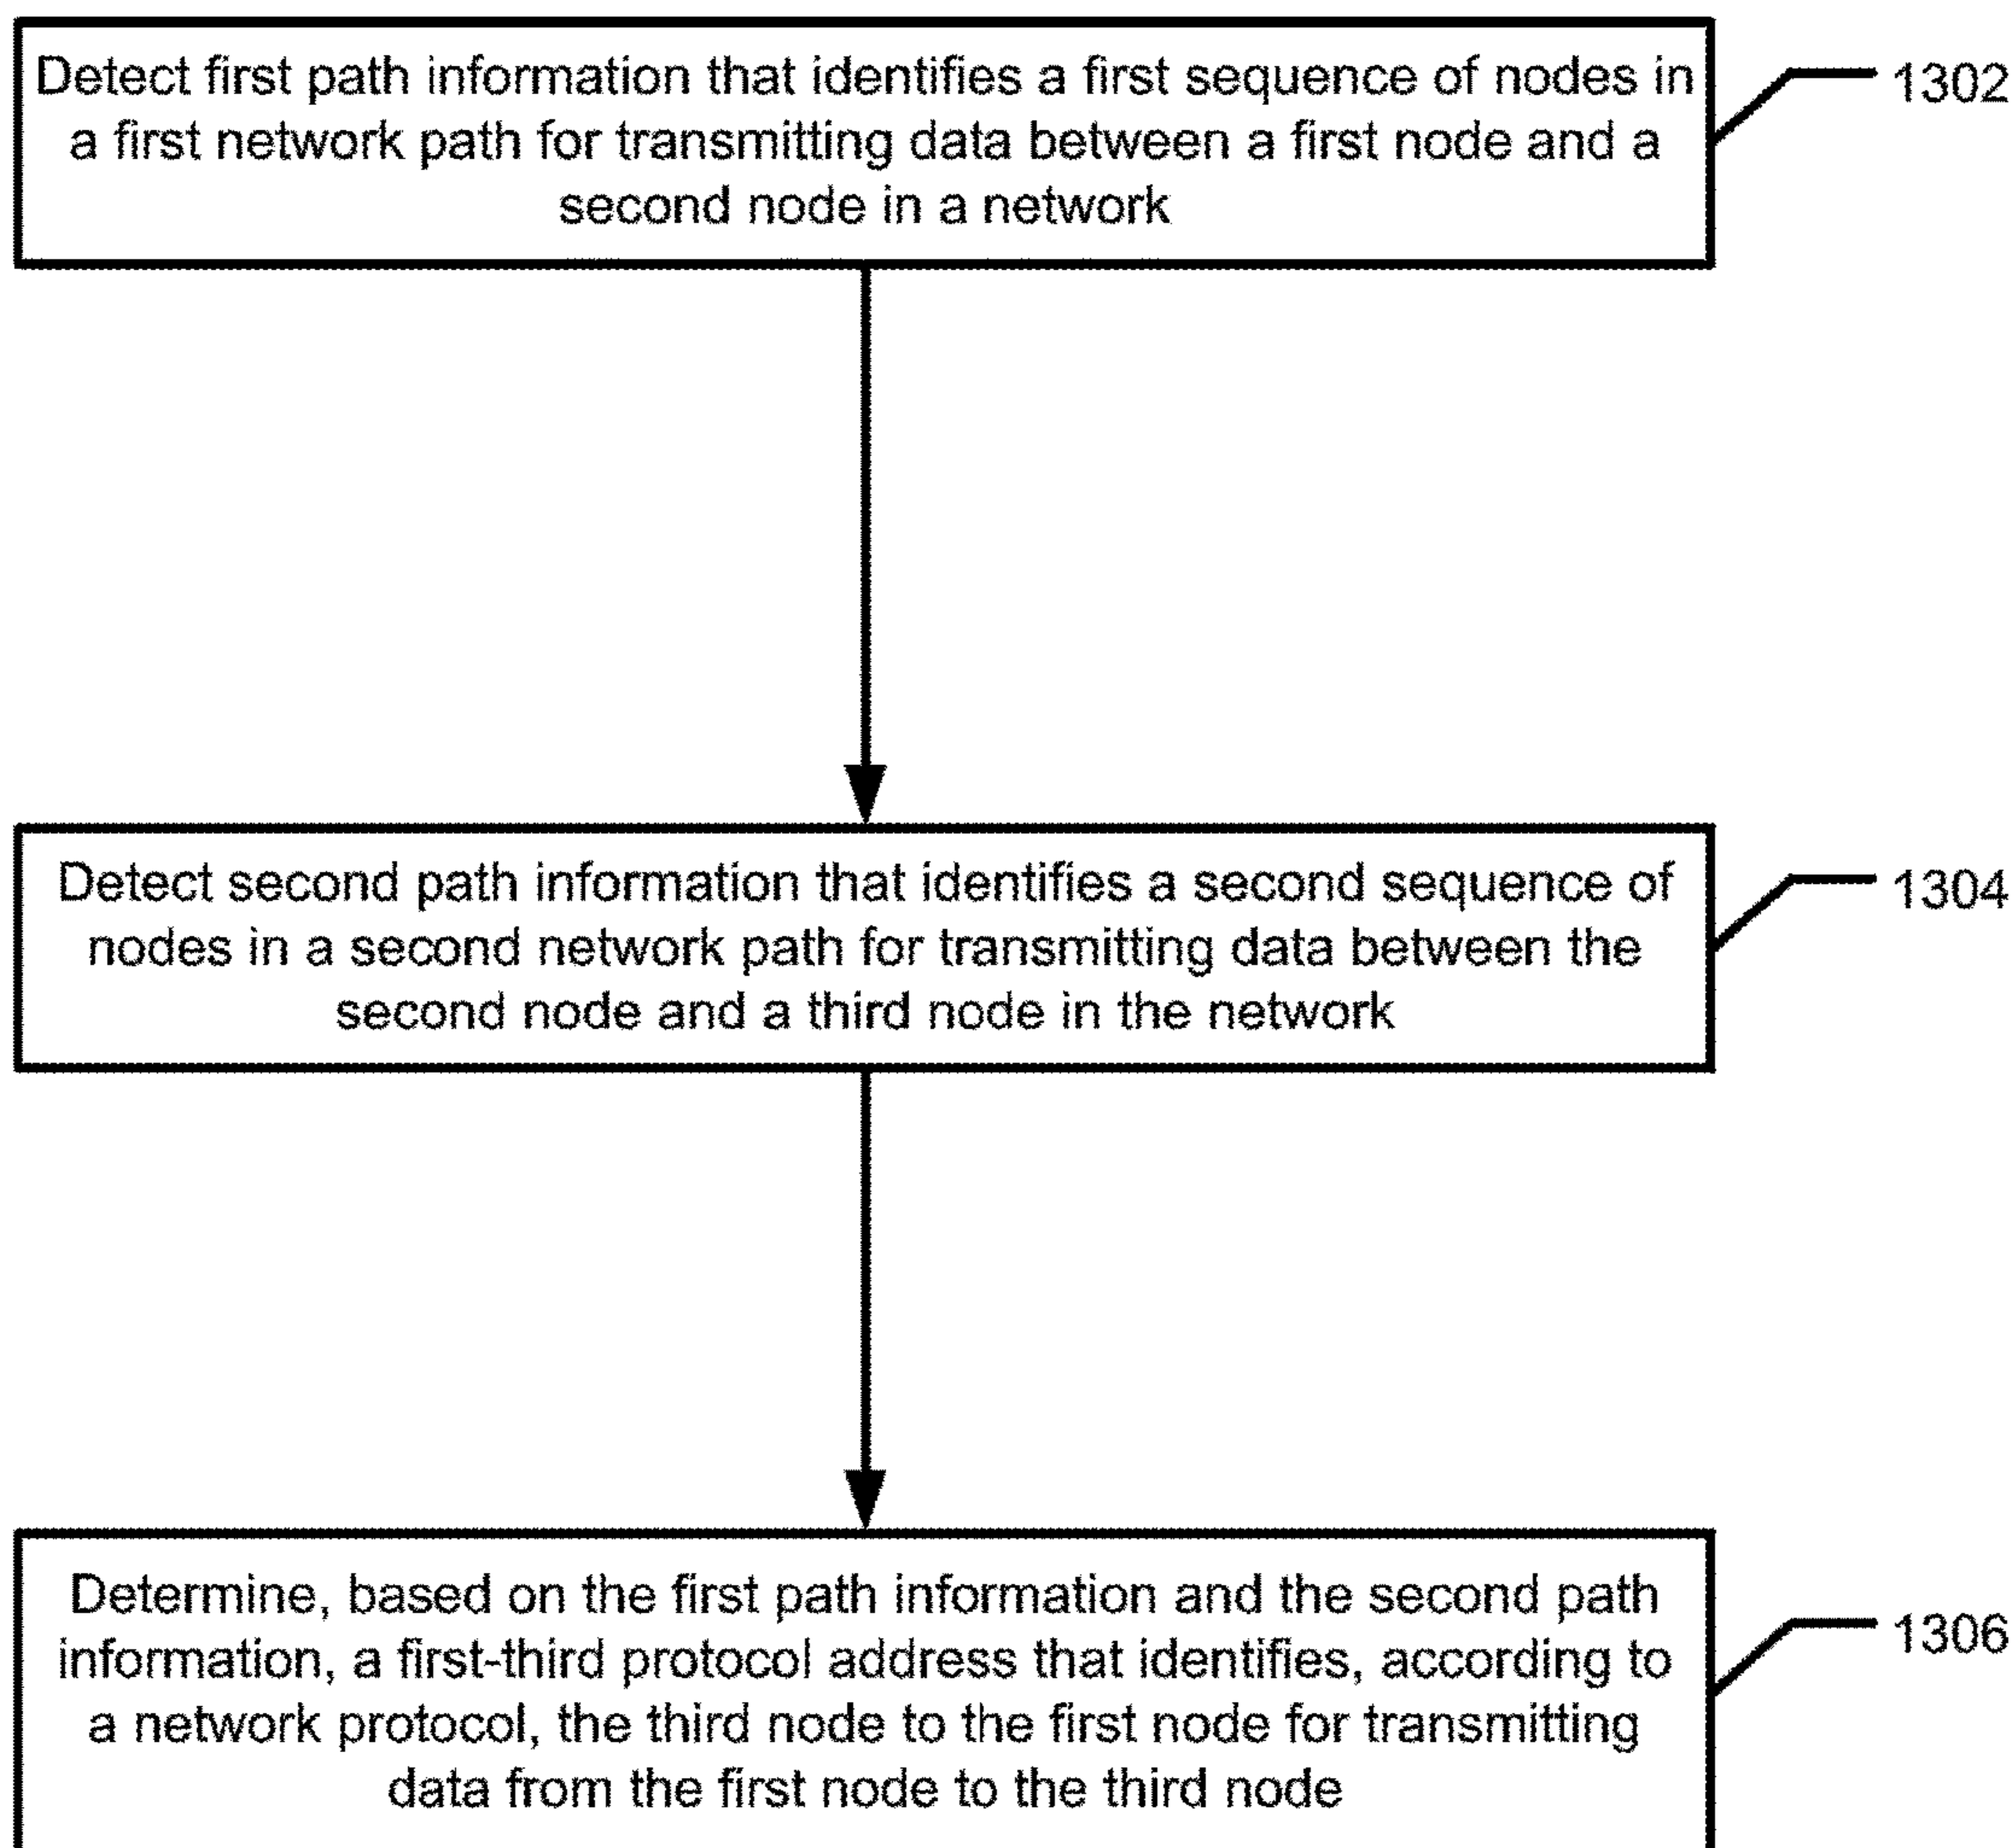 Detect first path information that identifies a first sequence of nodes in
a first network path for transmitting data between a first node and a
second node in a network
1302
Detect second path information that identifies a second sequence of
nodes in a second network path for transmitting data between the
second node and a third node in the network
1304
Determine, based on the first path information and the second path
information, a first-third protocol address that identifies, according to
a network protocol, the third node to the first node for transmitting
data from the first node to the third node
1306